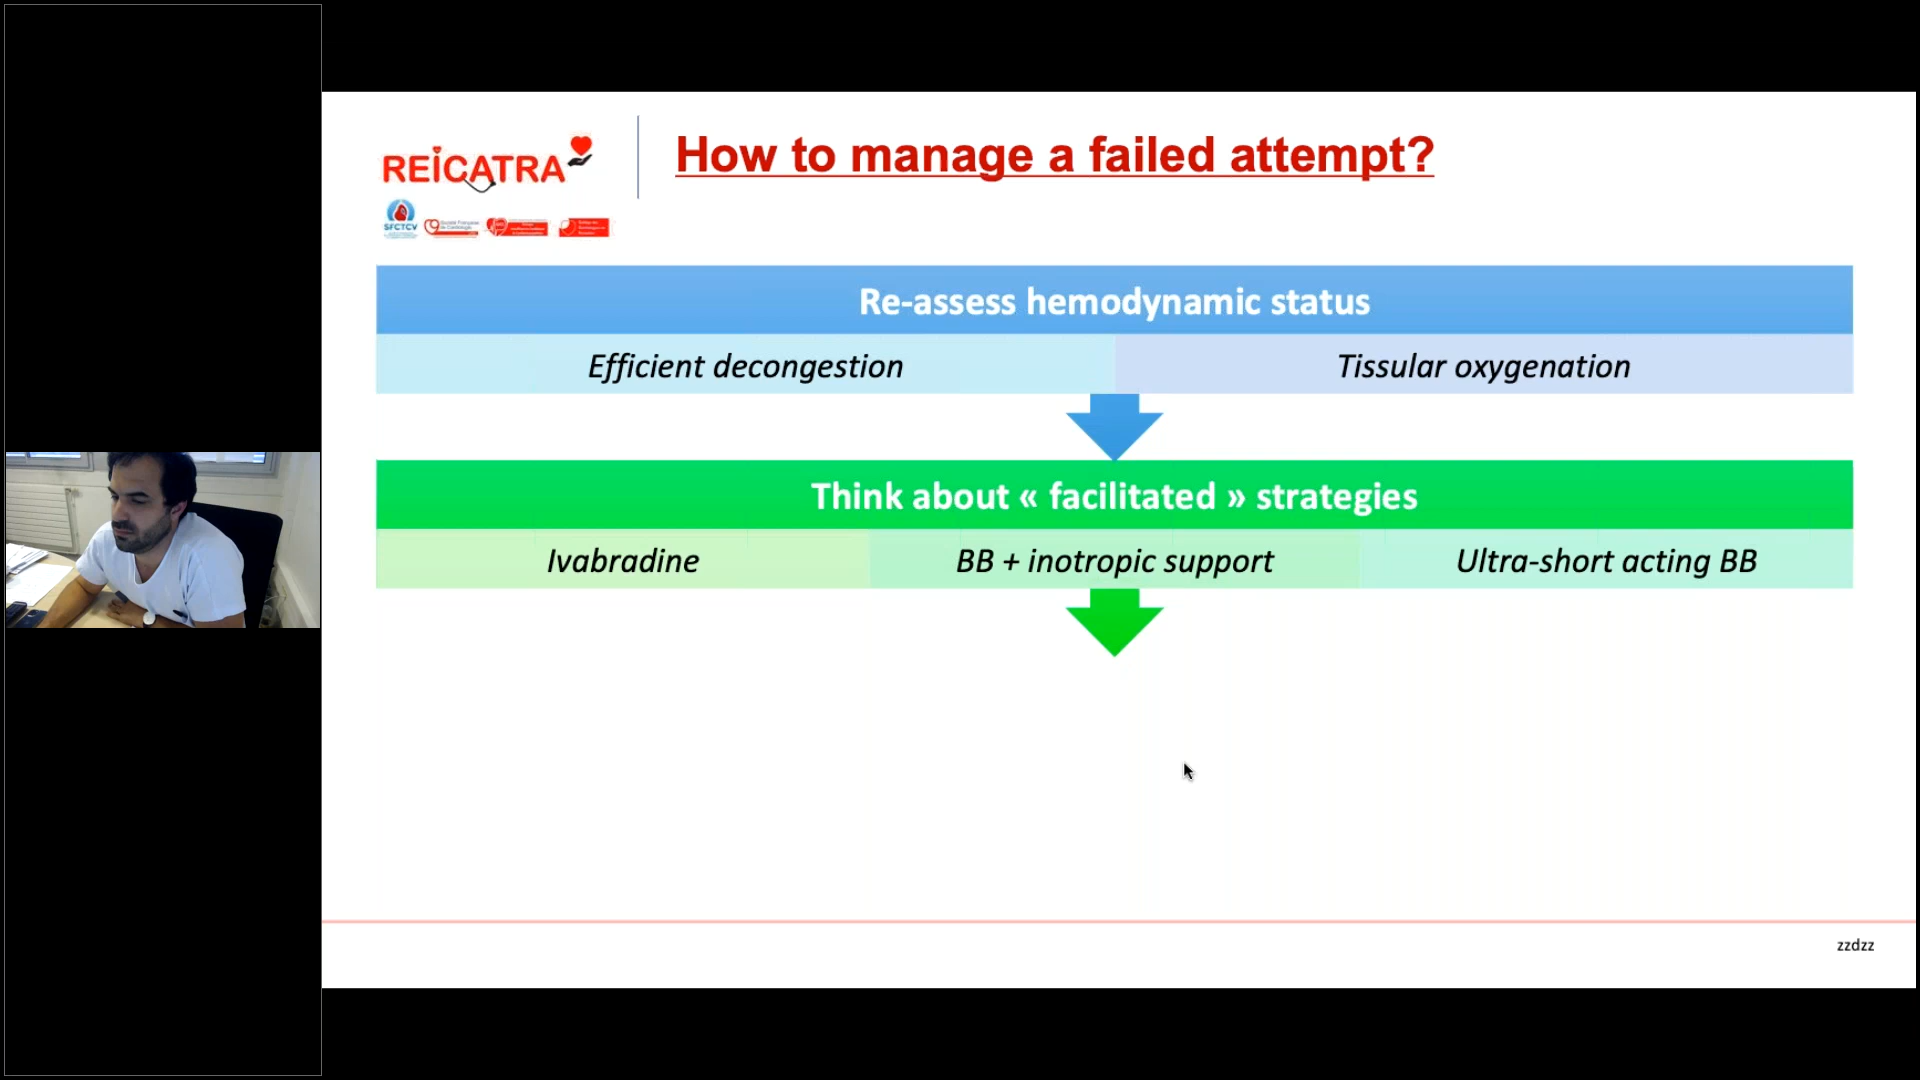 REICATRA
How to manage a failed attempt?
SFCTCV
Re-assess hemodynamic status
Efficient decongestion
Tissular oxygenation
Think about « facilitated » strategies
Ivabradine
BB + inotropic support
Ultra-short acting BB
zzdzz